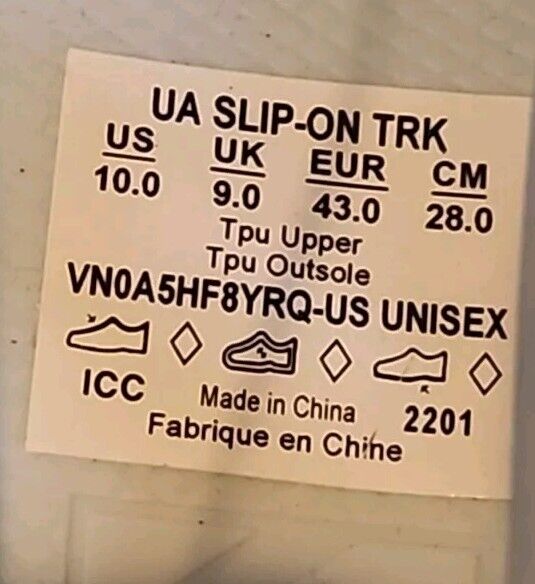 UA SLIP-ON TRK
US UK EUR CM
10.0 9.0 43.0 28.0
Tpu Upper
Tpu Outsole
VN0A5HF8YRQ-US UNISEX
ICC Made in China 2201
Fabrique en Chine